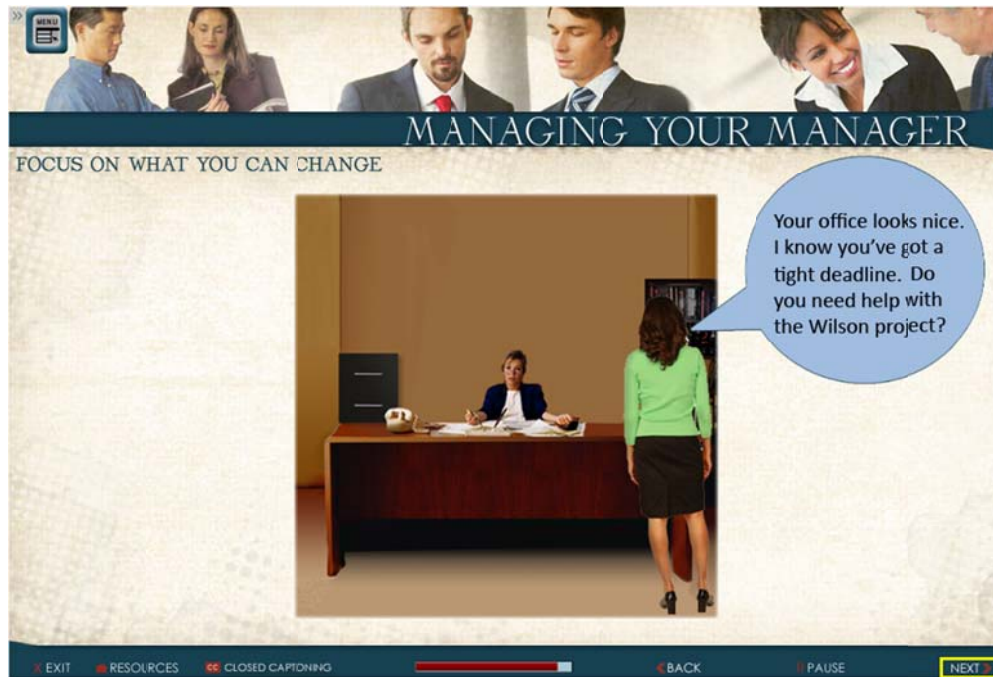 »
MENU
MANAGING YOUR MANAGER
FOCUS ON WHAT YOU CAN CHANGE
Your office looks nice.
I know you've got a
tight deadline. Do
you need help with
the Wilson project?
X EXIT RESOURCES CC CLOSED CAPTONING BACK PAUSE NEXT